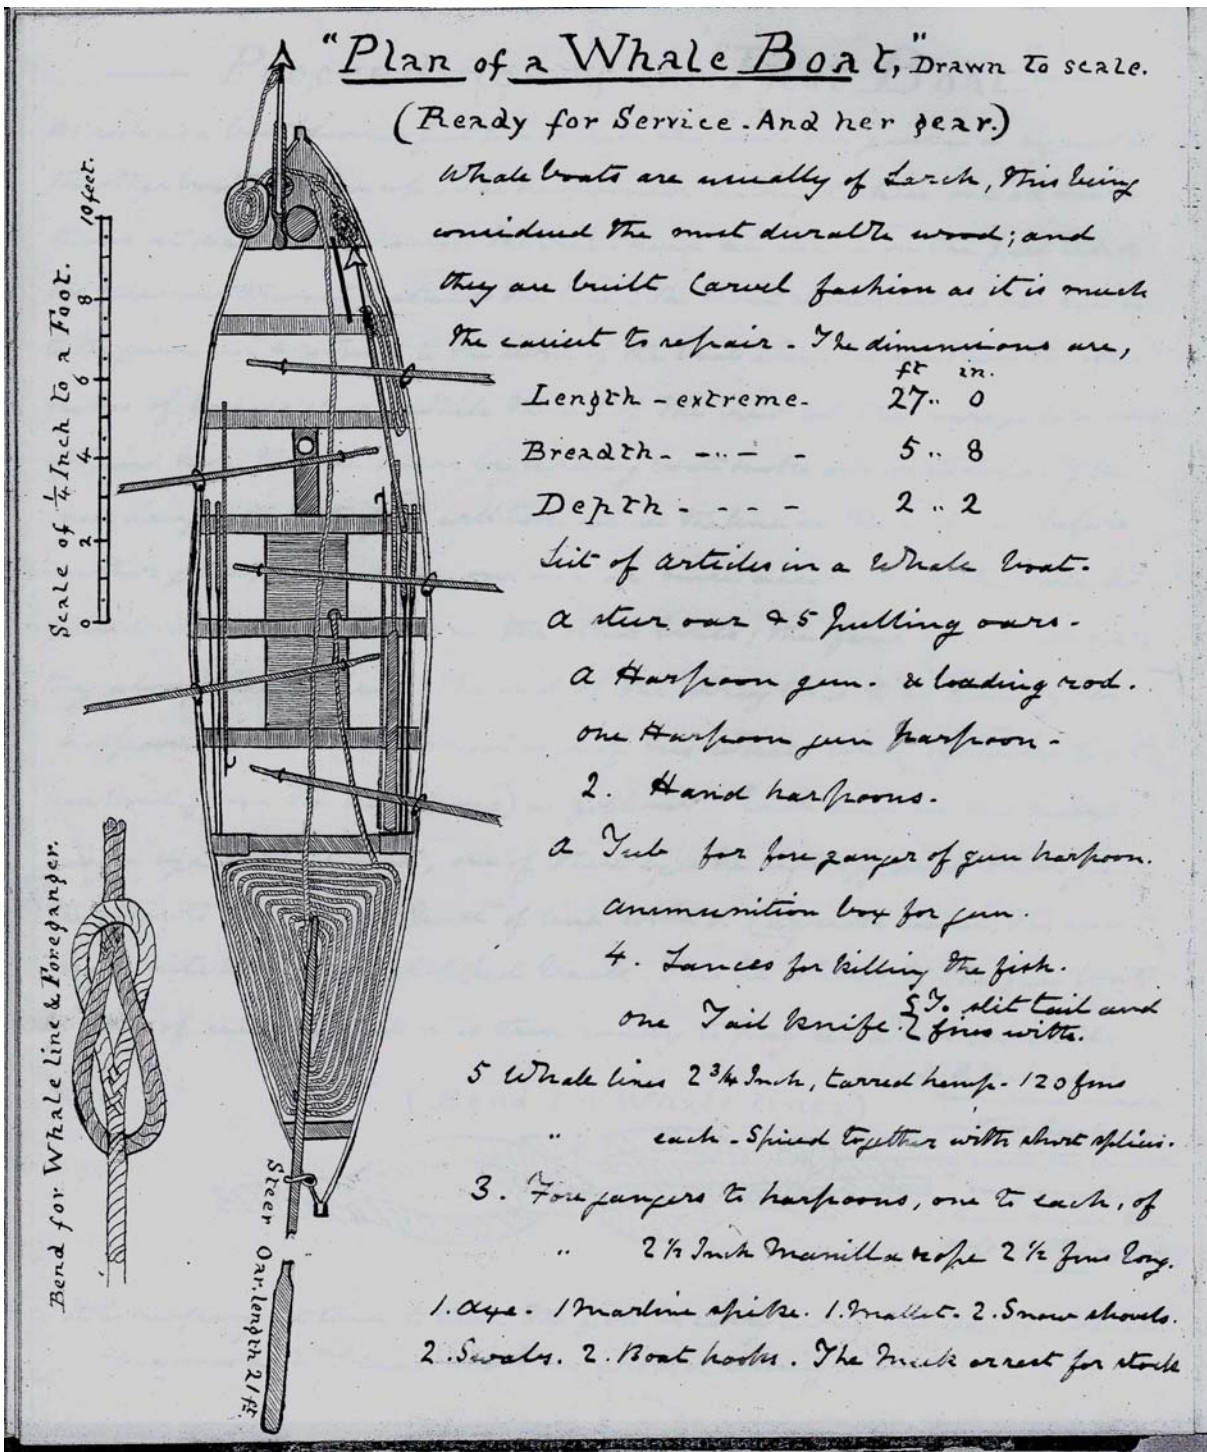 "Plan of a Whale Boat," Drawn to scale.
(Ready for Service. And her gear.)
Whale boats are usually of Larch, this being
considered the most durable wood; and
they are built Carvel fashion as it is much
the easiest to repair - The dimensions are,
ft in.
Length - extreme - 27 .. 0
Breadth - - .. - - 5 .. 8
Depth - - - - 2 .. 2
List of articles in a Whale boat -
A steer oar & 5 pulling oars -
A Harpoon gun. & loading rod.
one Harpoon gun harpoon -
2. Hand harpoons.
A Tub for fore ganger of gun harpoon.
ammunition box for gun.
4. Lances for killing the fish.
one Tail knife. { To slit tail and
fins with.
5 Whale lines 2 3/4 Inch, tarred hemp - 120 fms
" each - Spliced together with short splices.
3. Fore gangers to harpoons, one to each, of
" 2 1/2 Inch Manilla rope 2 1/2 fms long.
1. Axe - 1 Marline spike. 1. Mallet - 2. Snow shovels.
2. Swabs. 2. Boat hooks. The or rest for stock
Scale of 1/4 Inch to a Foot.
0 2 4 6 8 10 feet.
Bend for Whale line & Foreganger.
Steer Oar. length 21 ft.